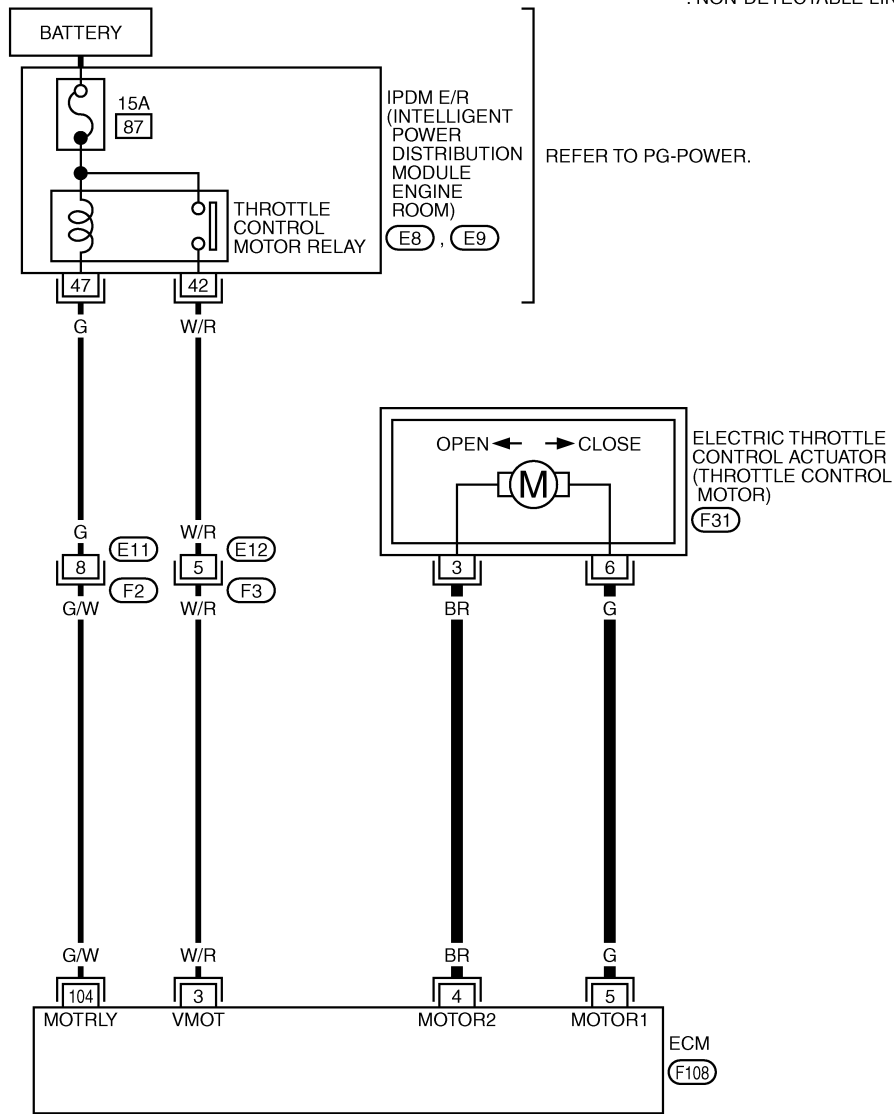 : NON-DETECTABLE LIN
BATTERY
15A
87
IPDM E/R
(INTELLIGENT
POWER
DISTRIBUTION
MODULE
ENGINE
ROOM)
E8 , E9
REFER TO PG-POWER.
THROTTLE
CONTROL
MOTOR RELAY
47 42
G W/R
OPEN CLOSE
M
ELECTRIC THROTTLE
CONTROL ACTUATOR
(THROTTLE CONTROL
MOTOR)
F31
G W/R
8 E11 5 E12
F2 F3
G/W W/R
3 6
BR G
G/W W/R BR G
104 3 4 5
MOTRLY VMOT MOTOR2 MOTOR1
ECM
F108